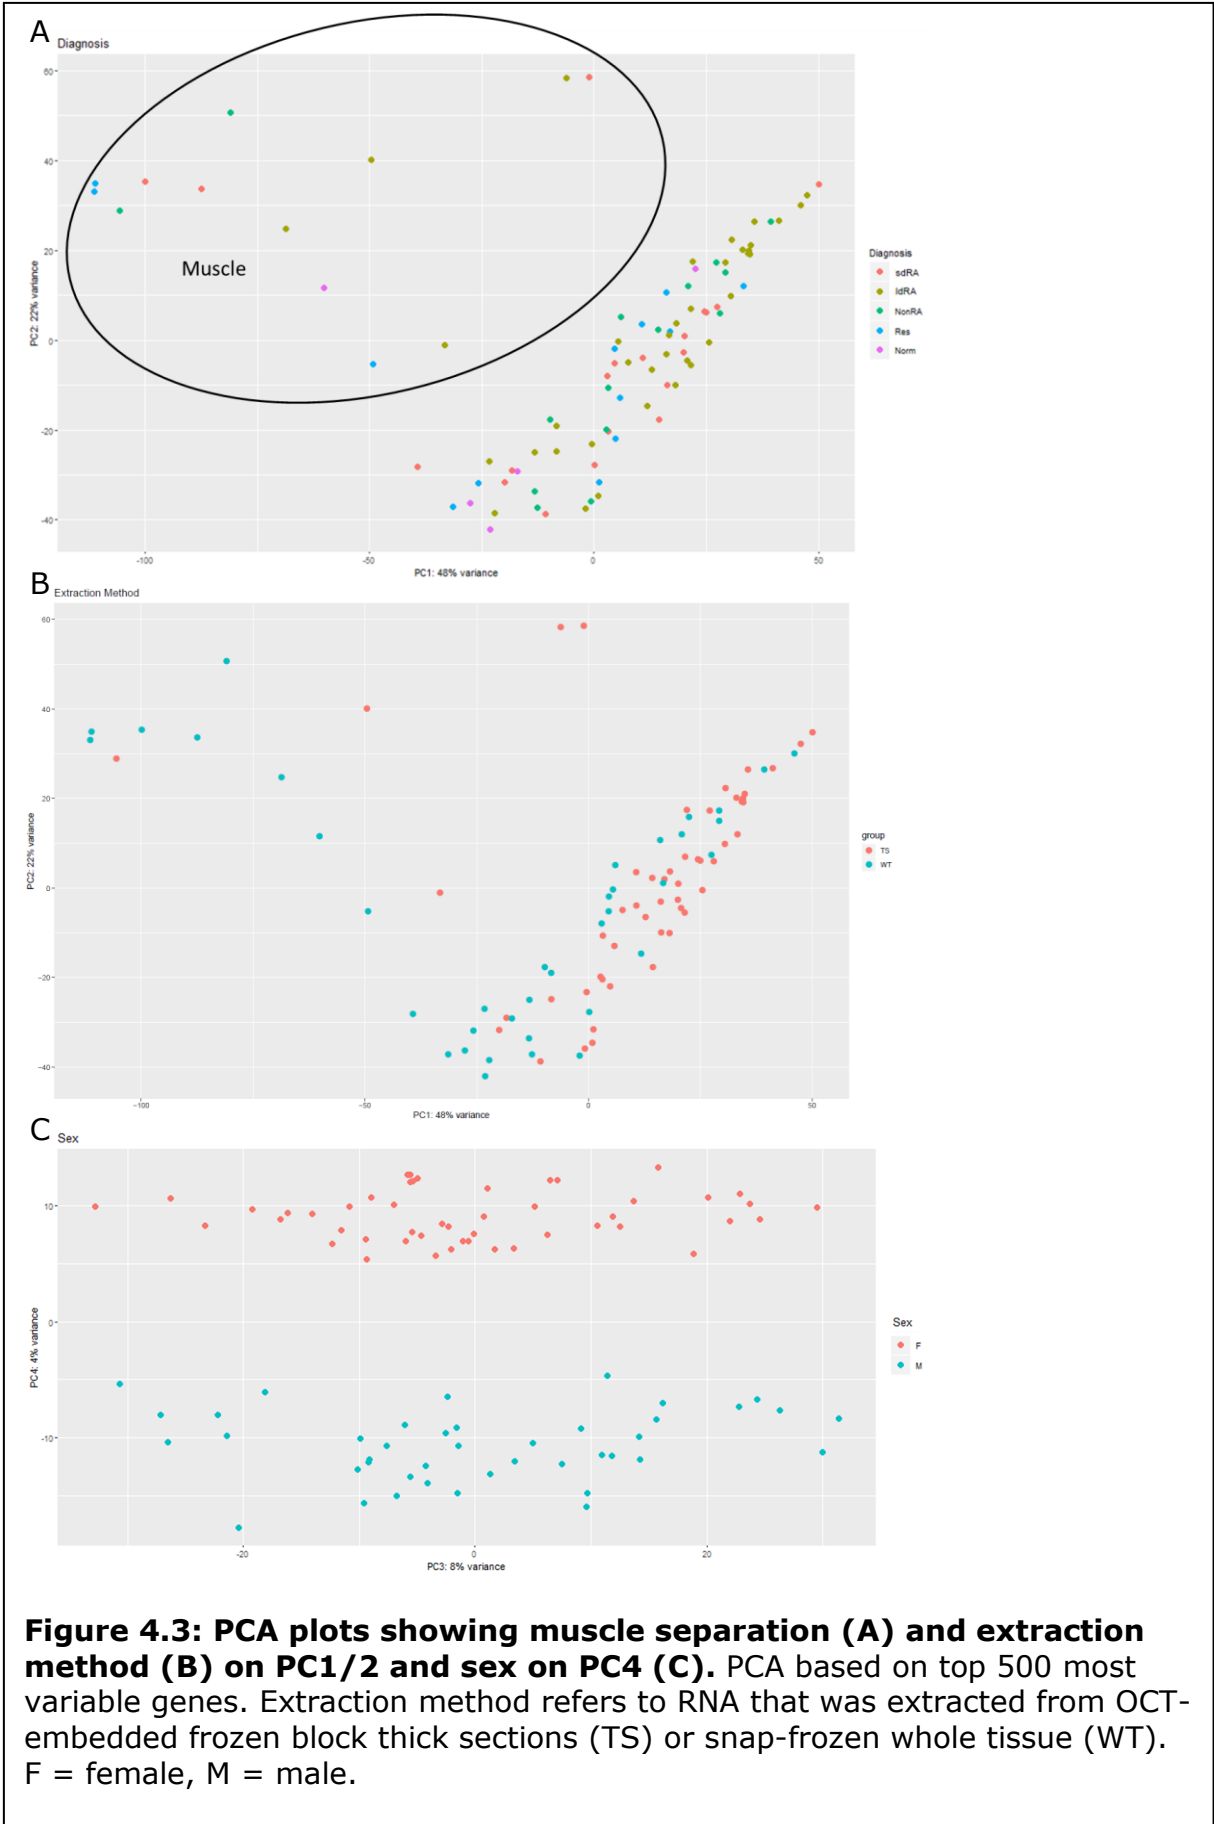 A
Diagnosis
60
40
20
0
-20
-40
PC2: 22% variance
Muscle
-100
-50
0
50
PC1: 48% variance
Diagnosis
sdRA
ldRA
NonRA
Res
Norm
B
Extraction Method
60
40
20
0
-20
-40
PC2: 22% variance
-100
-50
0
50
PC1: 48% variance
group
TS
WT
C
Sex
10
0
-10
PC4: 4% variance
-20
0
20
PC3: 8% variance
Sex
F
M
Figure 4.3: PCA plots showing muscle separation (A) and extraction
method (B) on PC1/2 and sex on PC4 (C). PCA based on top 500 most
variable genes. Extraction method refers to RNA that was extracted from OCT-
embedded frozen block thick sections (TS) or snap-frozen whole tissue (WT).
F = female, M = male.